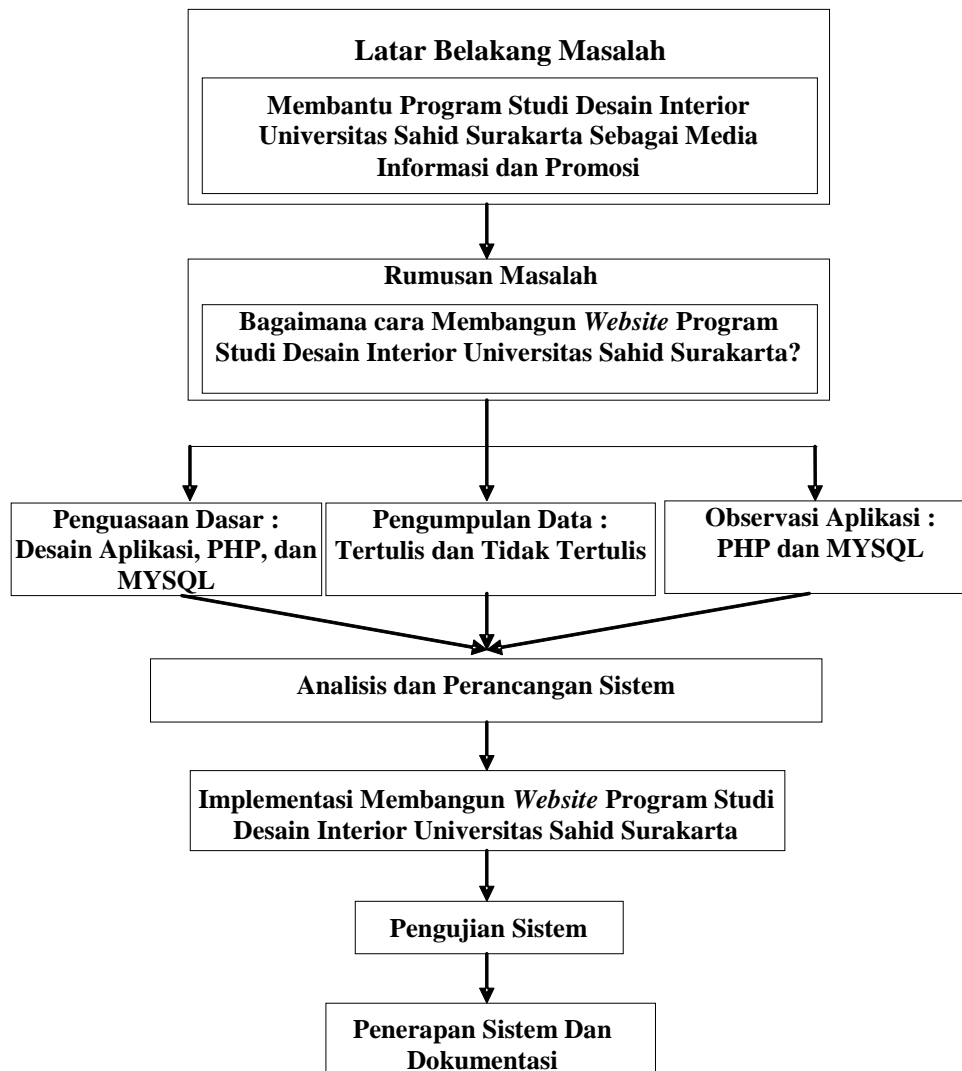 Latar Belakang Masalah
Membantu Program Studi Desain Interior
Universitas Sahid Surakarta Sebagai Media
Informasi dan Promosi
Rumusan Masalah
Bagaimana cara Membangun Website Program
Studi Desain Interior Universitas Sahid Surakarta?
Penguasaan Dasar :
Desain Aplikasi, PHP, dan
MYSQL
Pengumpulan Data :
Tertulis dan Tidak Tertulis
Observasi Aplikasi :
PHP dan MYSQL
Analisis dan Perancangan Sistem
Implementasi Membangun Website Program Studi
Desain Interior Universitas Sahid Surakarta
Pengujian Sistem
Penerapan Sistem Dan
Dokumentasi